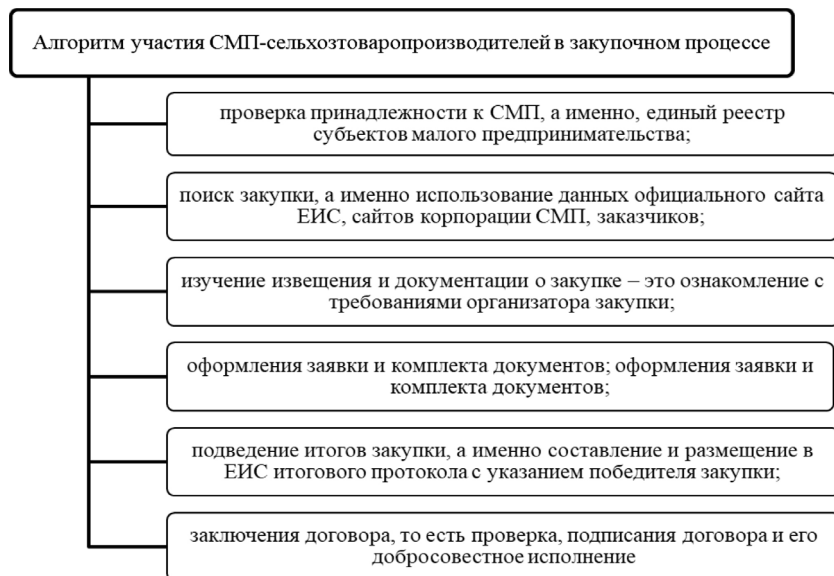 Алгоритм участия СМП-сельхозтоваропроизводителей в закупочном процессе
проверка принадлежности к СМП, а именно, единый реестр
субъектов малого предпринимательства;
поиск закупки, а именно использование данных официального сайта
ЕИС, сайтов корпорации СМП, заказчиков;
изучение извещения и документации о закупке – это ознакомление с
требованиями организатора закупки;
оформления заявки и комплекта документов; оформления заявки и
комплекта документов;
подведение итогов закупки, а именно составление и размещение в
ЕИС итогового протокола с указанием победителя закупки;
заключения договора, то есть проверка, подписания договора и его
добросовестное исполнение